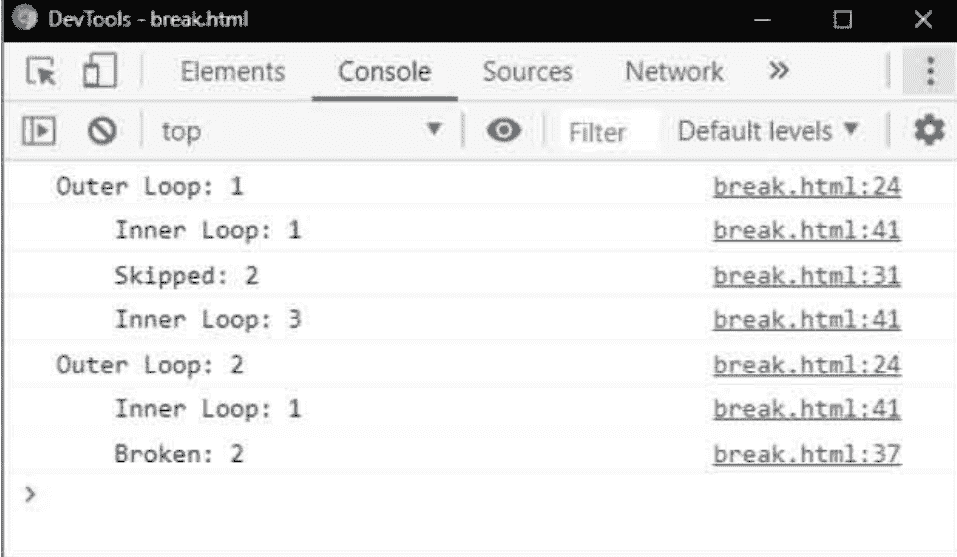 DevTools - break.html
Elements Console Sources Network »
top ▼ Filter Default levels ▼
Outer Loop: 1 break.html:24
Inner Loop: 1 break.html:41
Skipped: 2 break.html:31
Inner Loop: 3 break.html:41
Outer Loop: 2 break.html:24
Inner Loop: 1 break.html:41
Broken: 2 break.html:37
>